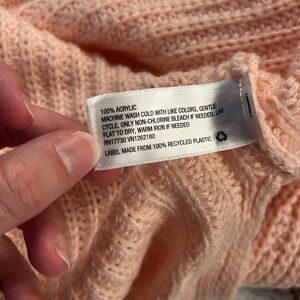 100% ACRYLIC
MACHINE WASH COLD WITH LIKE COLORS, GENTLE
CYCLE, ONLY NON-CHLORINE BLEACH IF NEEDED, LAY
FLAT TO DRY, WARM IRON IF NEEDED
RN17730 VN1262180
LABEL MADE FROM 100% RECYCLED PLASTIC